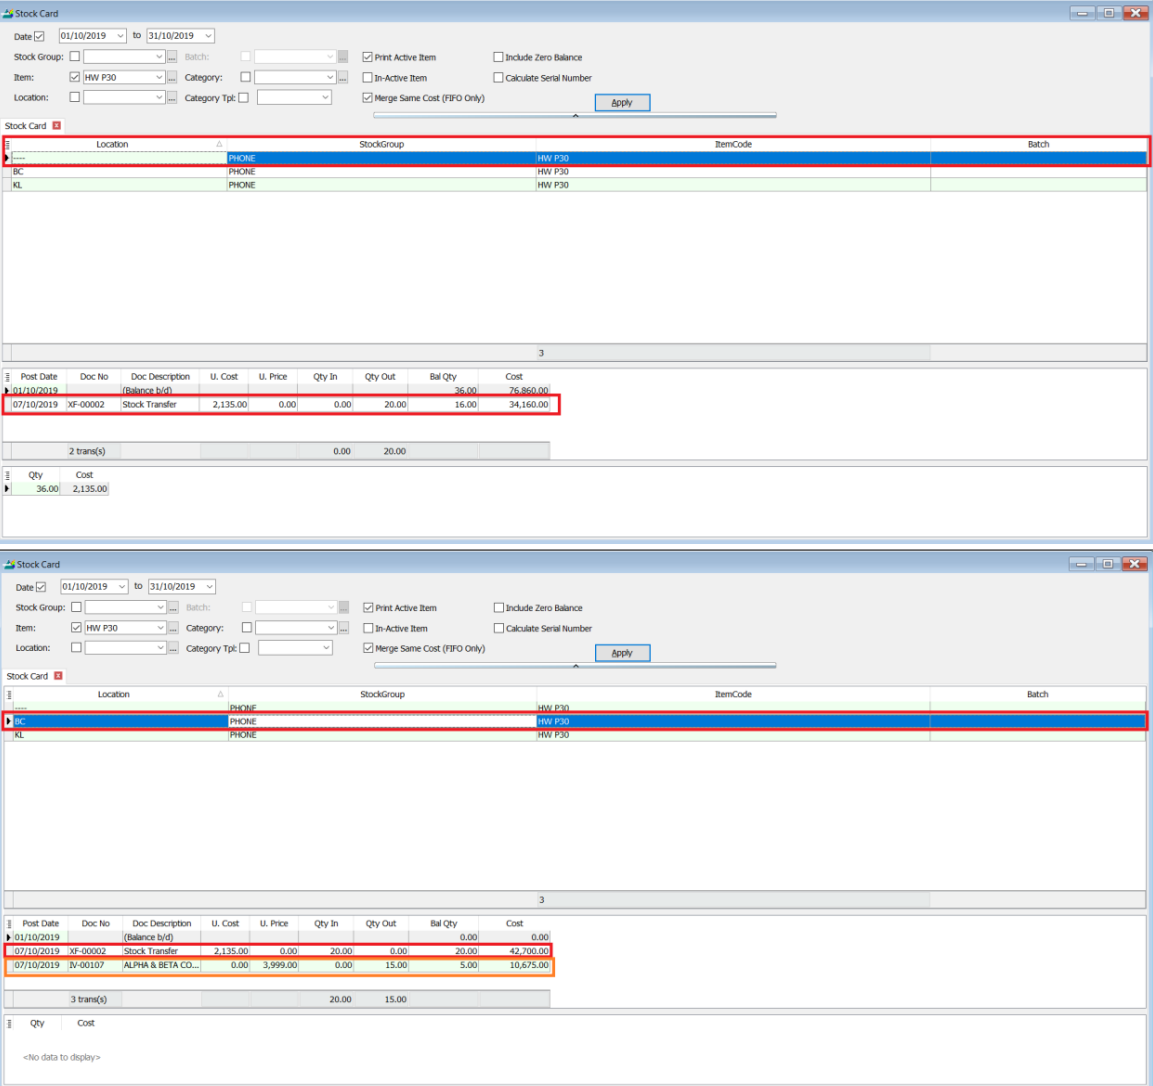 Stock Card
Date 01/10/2019 to 31/10/2019
Stock Group: ... Batch: ... Print Active Item Include Zero Balance
Item: HW P30 ... Category: ... In-Active Item Calculate Serial Number
Location: ... Category Tpl: Merge Same Cost (FIFO Only) Apply
Stock Card
Location StockGroup ItemCode Batch
---- PHONE HW P30
BC PHONE HW P30
KL PHONE HW P30
3
Post Date Doc No Doc Description U. Cost U. Price Qty In Qty Out Bal Qty Cost
01/10/2019 (Balance b/d) 36.00 76,860.00
07/10/2019 XF-00002 Stock Transfer 2,135.00 0.00 0.00 20.00 16.00 34,160.00
2 trans(s) 0.00 20.00
Qty Cost
36.00 2,135.00
Stock Card
Date 01/10/2019 to 31/10/2019
Stock Group: ... Batch: ... Print Active Item Include Zero Balance
Item: HW P30 ... Category: ... In-Active Item Calculate Serial Number
Location: ... Category Tpl: Merge Same Cost (FIFO Only) Apply
Stock Card
Location StockGroup ItemCode Batch
---- PHONE HW P30
BC PHONE HW P30
KL PHONE HW P30
3
Post Date Doc No Doc Description U. Cost U. Price Qty In Qty Out Bal Qty Cost
01/10/2019 (Balance b/d) 0.00 0.00
07/10/2019 XF-00002 Stock Transfer 2,135.00 0.00 20.00 0.00 20.00 42,700.00
07/10/2019 IV-00107 ALPHA & BETA CO... 0.00 3,999.00 0.00 15.00 5.00 10,675.00
3 trans(s) 20.00 15.00
Qty Cost
<No data to display>